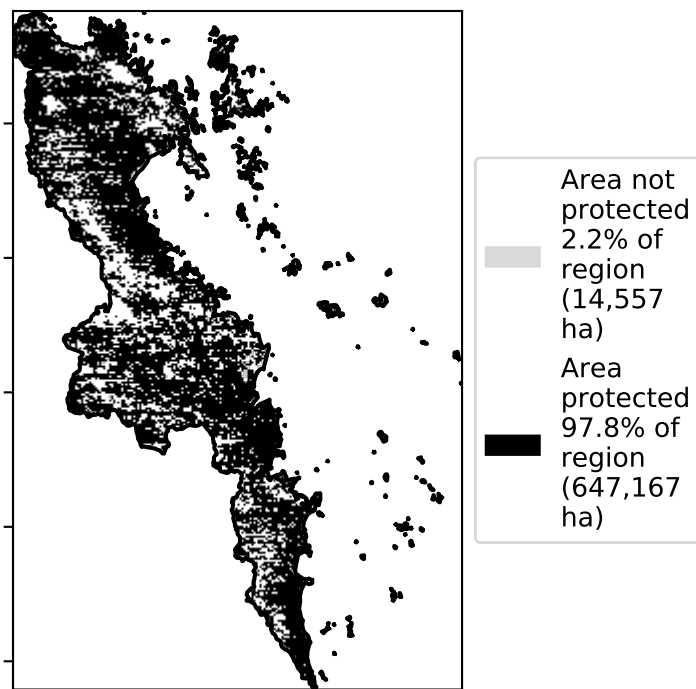 Area not
protected
2.2% of
region
(14,557
ha)
Area
protected
97.8% of
region
(647,167
ha)